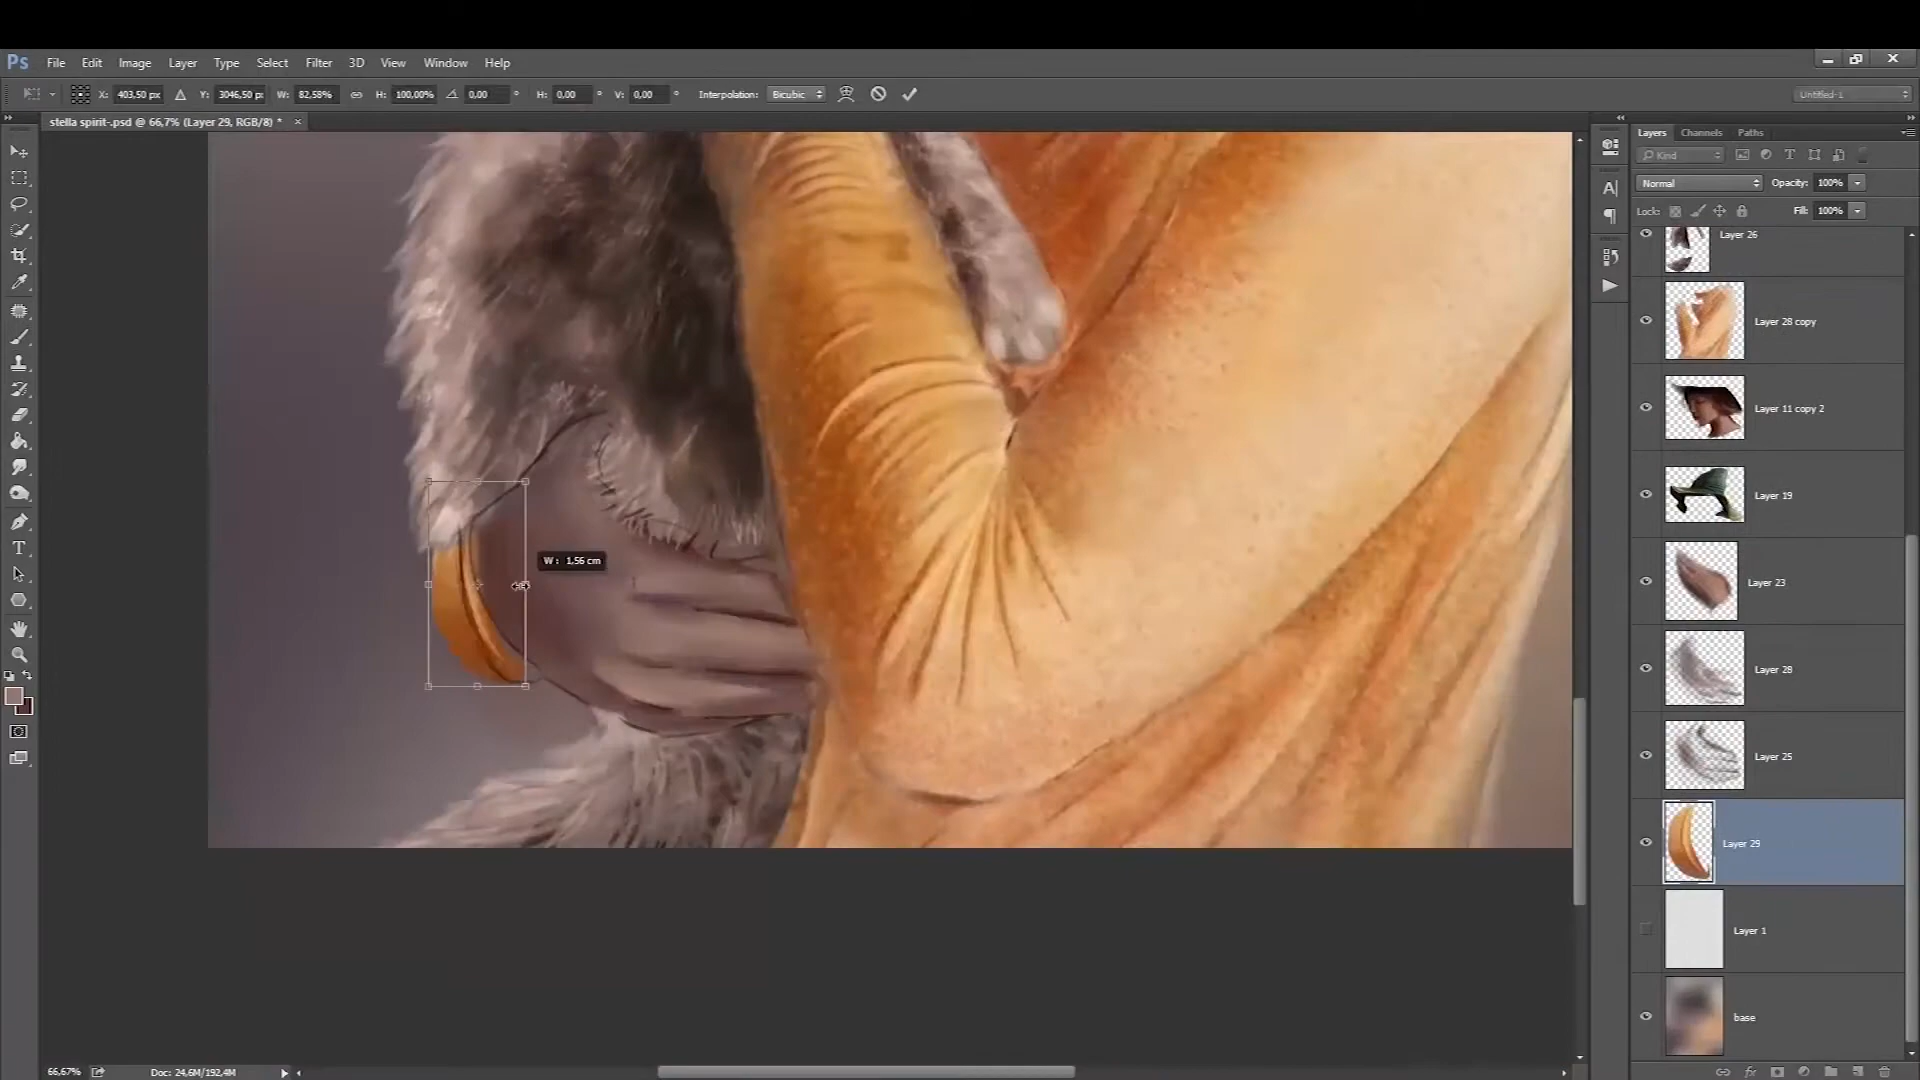 Ps File Edit Image Layer Type Select Filter 3D View Window Help
X: 403,50 px Y: 3046,50 px W: 82,58% H: 100,00% 0,00 ° H: 0,00 ° V: 0,00 ° Interpolation: Bicubic Untitled-1
stella spirit-.psd @ 66,7% (Layer 29, RGB/8) * ×
Layers Channels Paths
Kind
Normal Opacity: 100%
Lock: Fill: 100%
Layer 26
Layer 28 copy
Layer 11 copy 2
Layer 19
Layer 23
Layer 28
Layer 25
Layer 29
Layer 1
base
W: 1,56 cm
66,67% Doc: 24,6M/192,4M